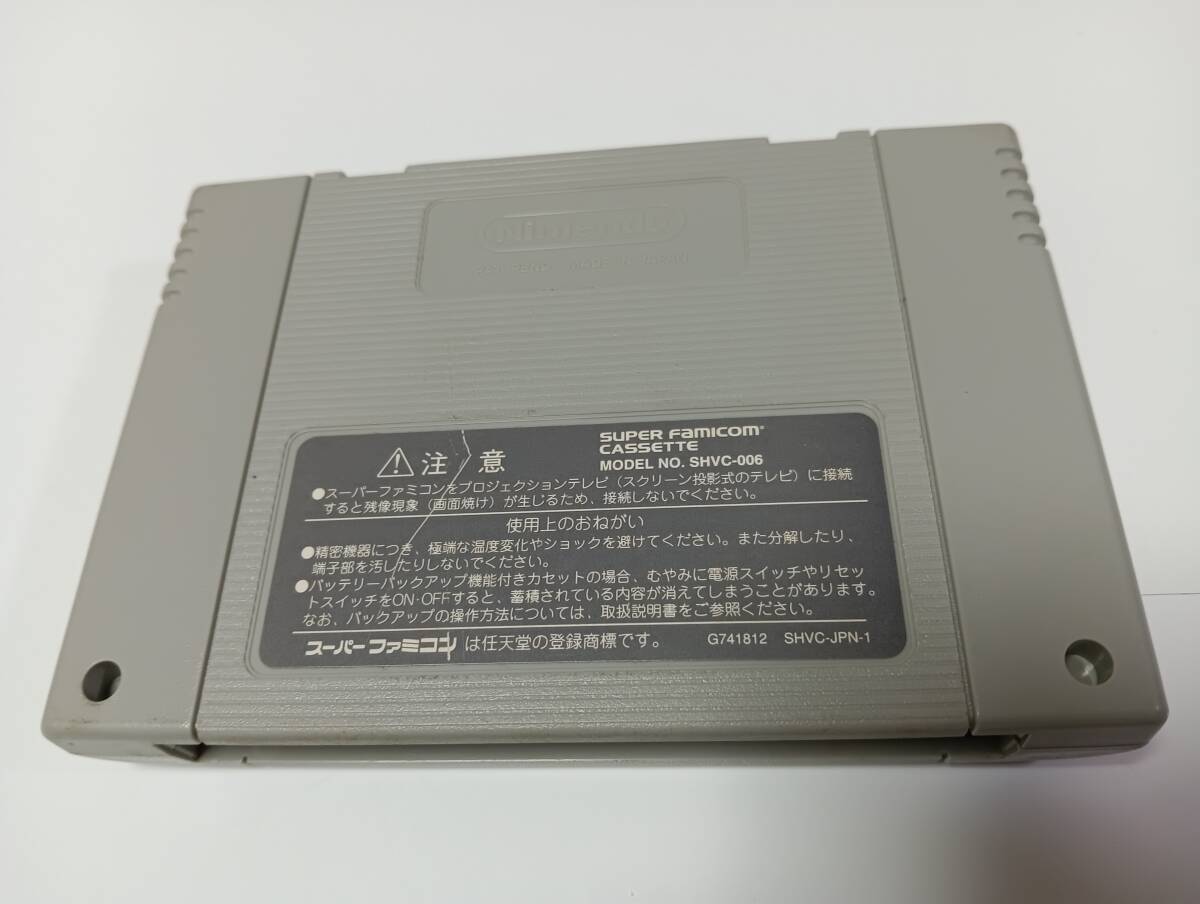 Nintendo
PAT. PEND. MADE IN JAPAN
⚠注 意
SUPER FAMICOM®
CASSETTE
MODEL NO. SHVC-006
●スーパーファミコンをプロジェクションテレビ（スクリーン投影式のテレビ）に接続
すると残像現象（画面焼け）が生じるため、接続しないでください。
使用上のおねがい
●精密機器につき、極端な温度変化やショックを避けてください。また分解したり、
端子部を汚したりしないでください。
●バッテリーバックアップ機能付きカセットの場合、むやみに電源スイッチやリセッ
トスイッチをON・OFFすると、蓄積されている内容が消えてしまうことがあります。
なお、バックアップの操作方法については、取扱説明書をご参照ください。
スーパーファミコンは任天堂の登録商標です。 G741812 SHVC-JPN-1